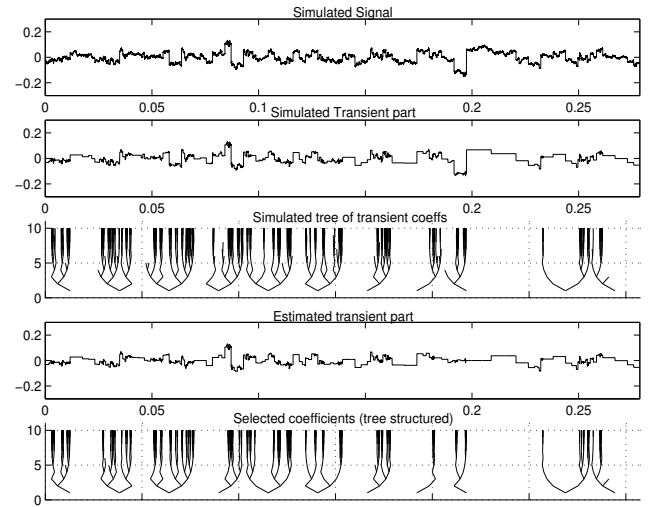 Simulated Signal
0.2
0
−0.2
0 0.05 0.1 0.2 0.25
Simulated Transient part
0.2
0
−0.2
0 0.05 0.2 0.25
Simulated tree of transient coeffs
10
5
0
Estimated transient part
0.2
0
−0.2
0 0.05 0.2 0.25
Selected coefficients (tree structured)
10
5
0